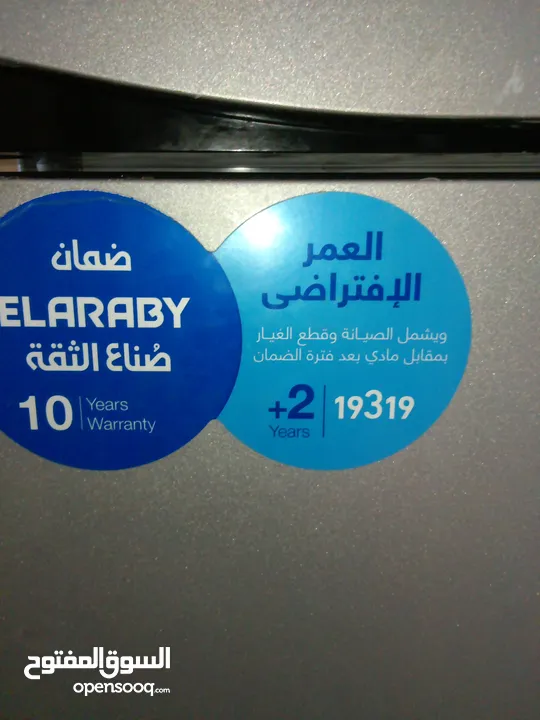 ضمان
ELARABY
صُناع الثقة
10 Years Warranty
العمر
الإفتراضى
ويشمل الصيانة وقطع الغيار
بمقابل مادي بعد فترة الضمان
+2 Years
19319
السوق المفتوح
opensooq.com